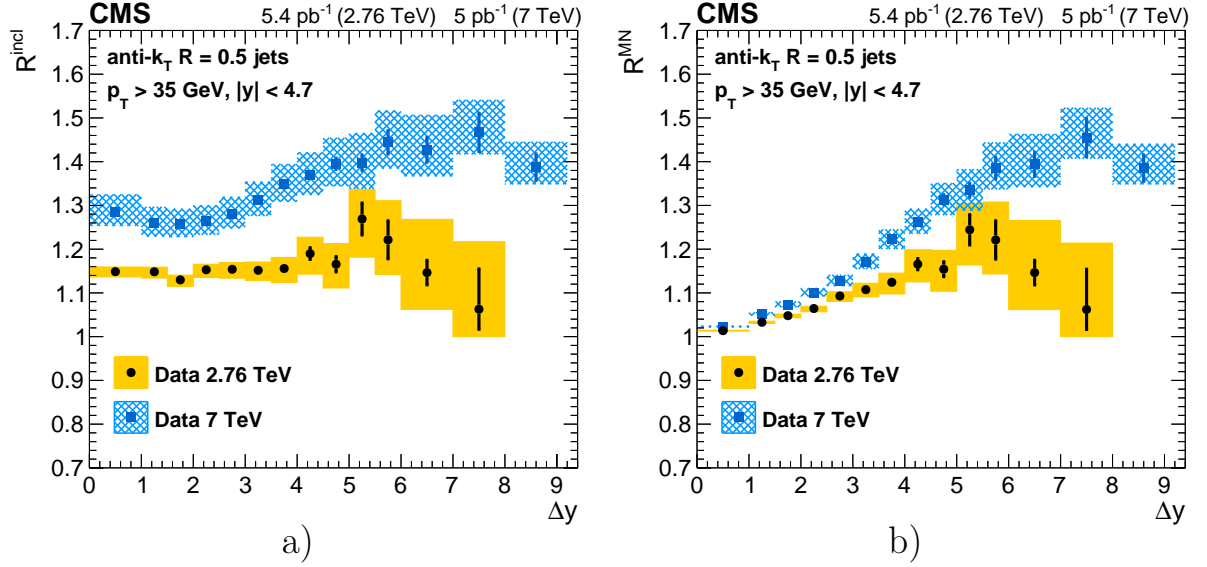 CMS 5.4 pb⁻¹ (2.76 TeV) 5 pb⁻¹ (7 TeV)
R^incl
1.7
1.6
1.5
1.4
1.3
1.2
1.1
1
0.9
0.8
0.7
anti-k_T R = 0.5 jets
p_T > 35 GeV, |y| < 4.7
Data 2.76 TeV
Data 7 TeV
0 1 2 3 4 5 6 7 8 9
Δy
a)
CMS 5.4 pb⁻¹ (2.76 TeV) 5 pb⁻¹ (7 TeV)
R^MN
1.7
1.6
1.5
1.4
1.3
1.2
1.1
1
0.9
0.8
0.7
anti-k_T R = 0.5 jets
p_T > 35 GeV, |y| < 4.7
Data 2.76 TeV
Data 7 TeV
0 1 2 3 4 5 6 7 8 9
Δy
b)